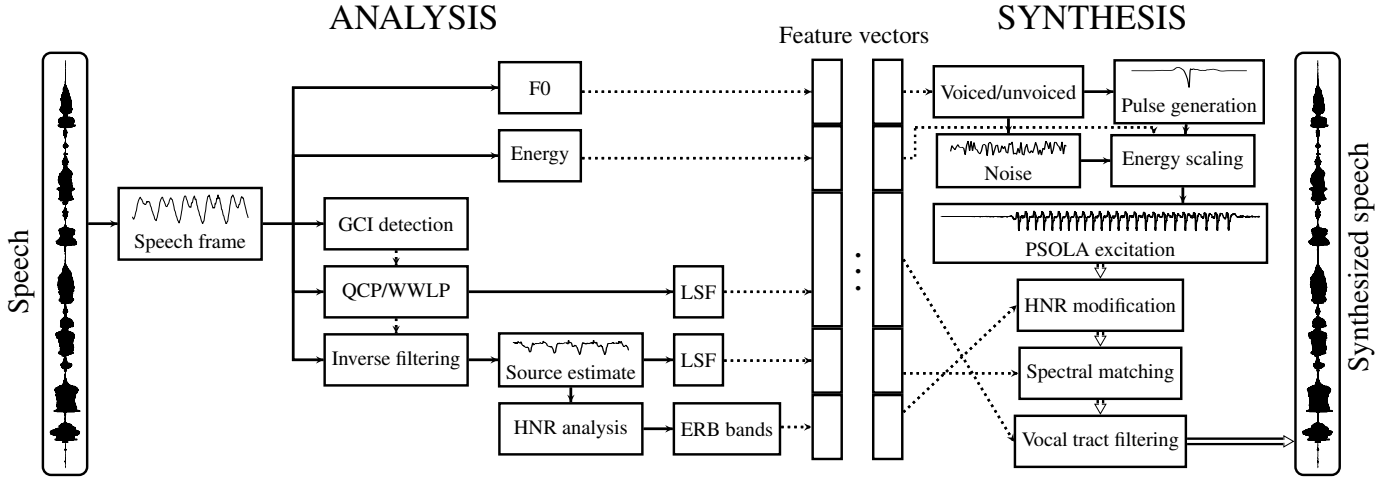 ANALYSIS
SYNTHESIS
Feature vectors
Speech
Speech frame
F0
Energy
GCI detection
QCP/WWLP
LSF
Inverse filtering
Source estimate
LSF
HNR analysis
ERB bands
Voiced/unvoiced
Pulse generation
Noise
Energy scaling
PSOLA excitation
HNR modification
Spectral matching
Vocal tract filtering
Synthesized speech